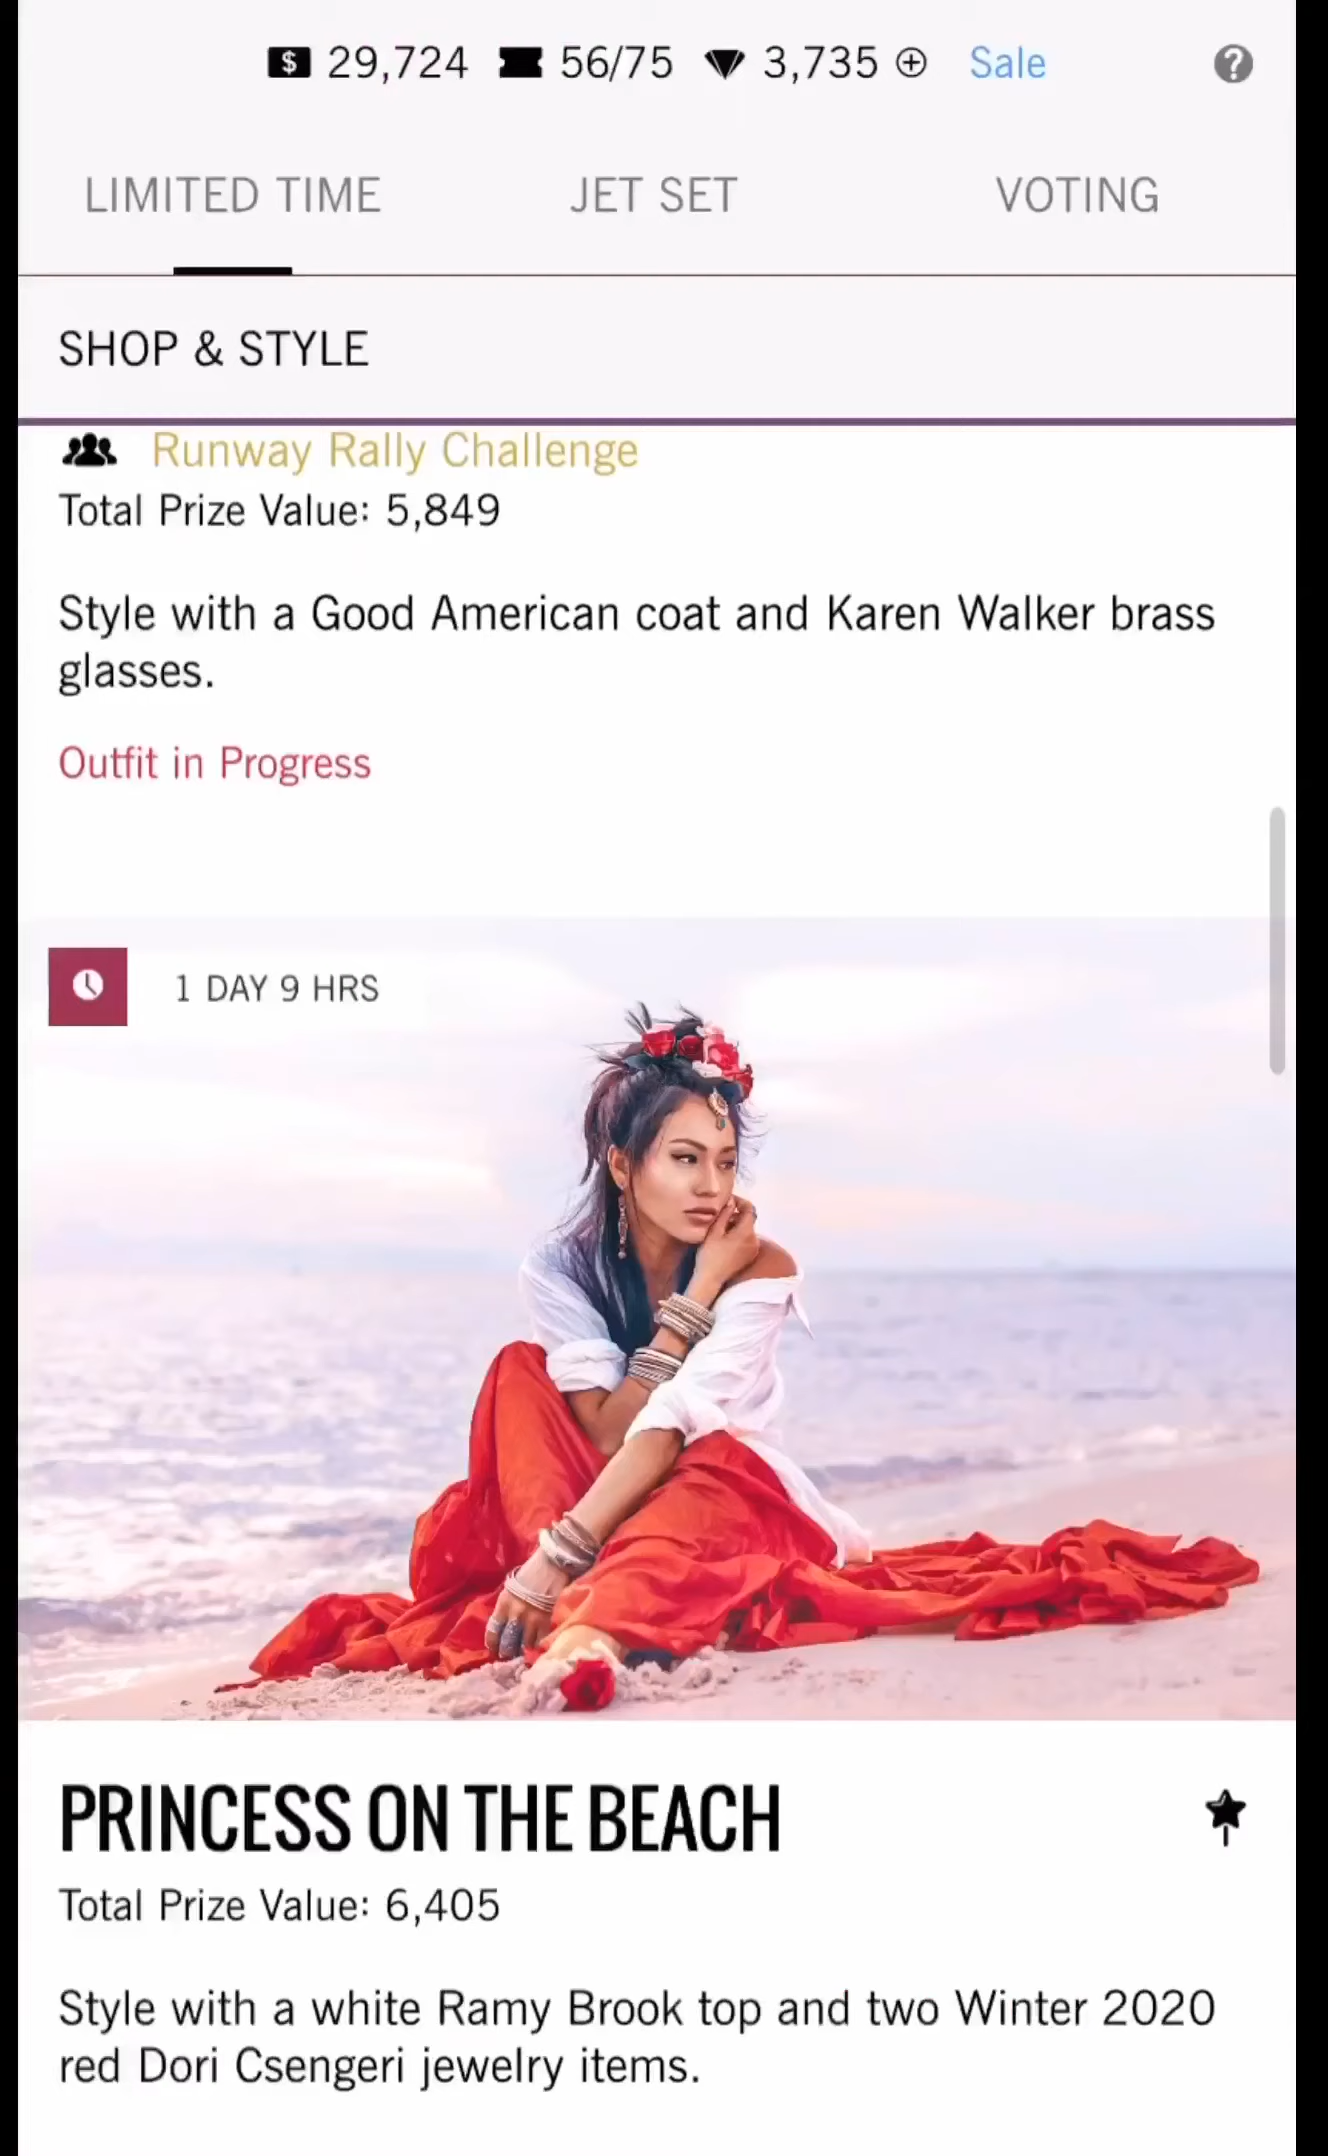 $ 29,724 56/75 3,735 Sale ?
LIMITED TIME JET SET VOTING
SHOP & STYLE
Runway Rally Challenge
Total Prize Value: 5,849
Style with a Good American coat and Karen Walker brass
glasses.
Outfit in Progress
1 DAY 9 HRS
PRINCESS ON THE BEACH
Total Prize Value: 6,405
Style with a white Ramy Brook top and two Winter 2020
red Dori Csengeri jewelry items.